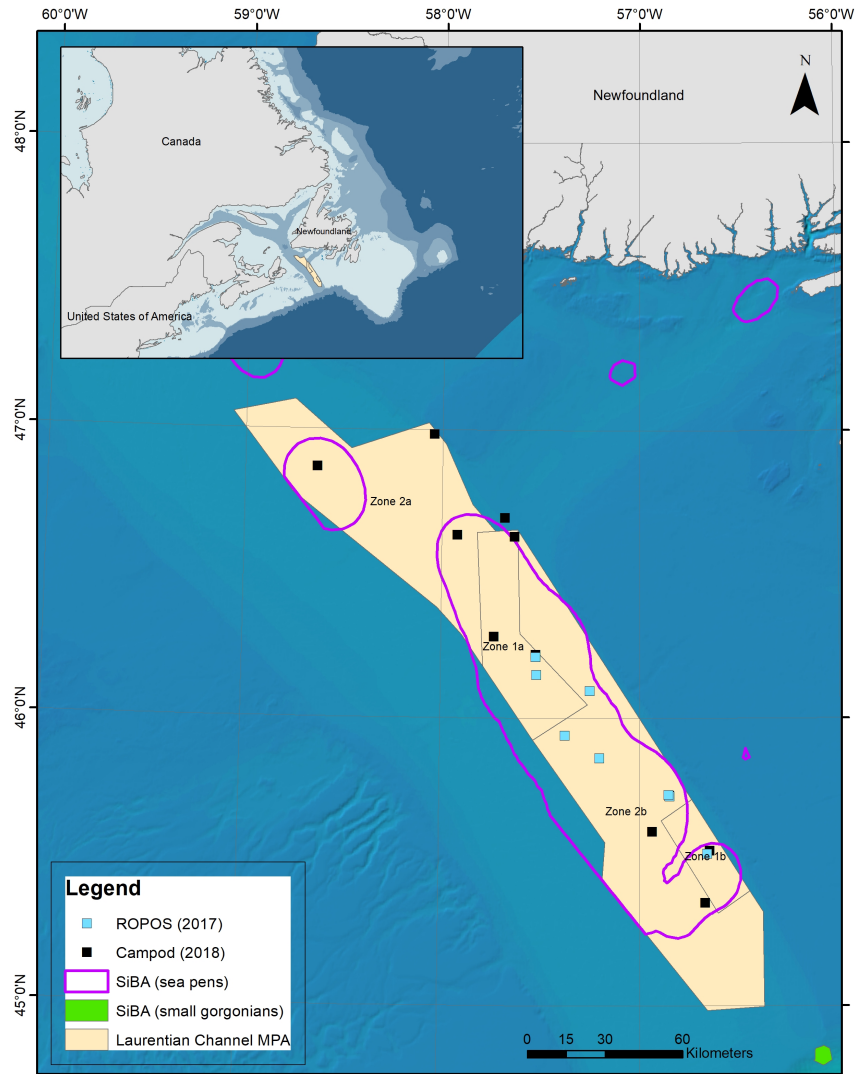 60°0'W 59°0'W 58°0'W 57°0'W 56°0'W
N
Newfoundland
48°0'N
Canada
Newfoundland
United States of America
47°0'N
Zone 2a
Zone 1a
46°0'N
Zone 2b
Zone 1b
Legend
ROPOS (2017)
Campod (2018)
SiBA (sea pens)
SiBA (small gorgonians)
Laurentian Channel MPA
45°0'N
0 15 30 60
Kilometers